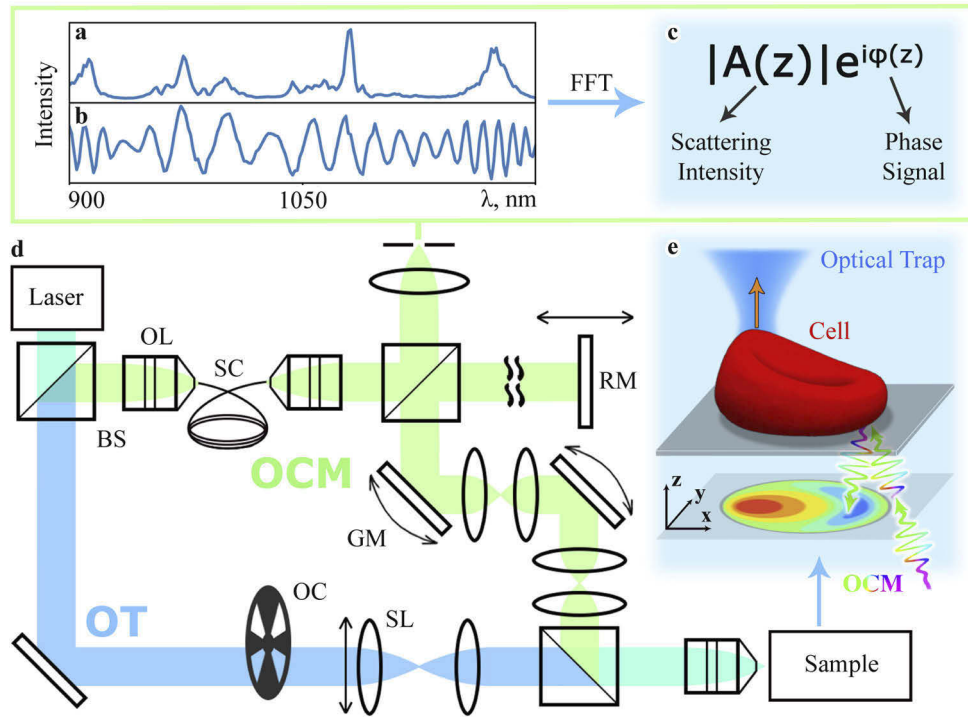 a
b
Intensity
900
1050
λ, nm
FFT
c
|A(z)|e^{iφ(z)}
Scattering
Intensity
Phase
Signal
d
Laser
OL
SC
BS
RM
OCM
GM
OT
OC
SL
Sample
e
Optical Trap
Cell
z
y
x
OCM